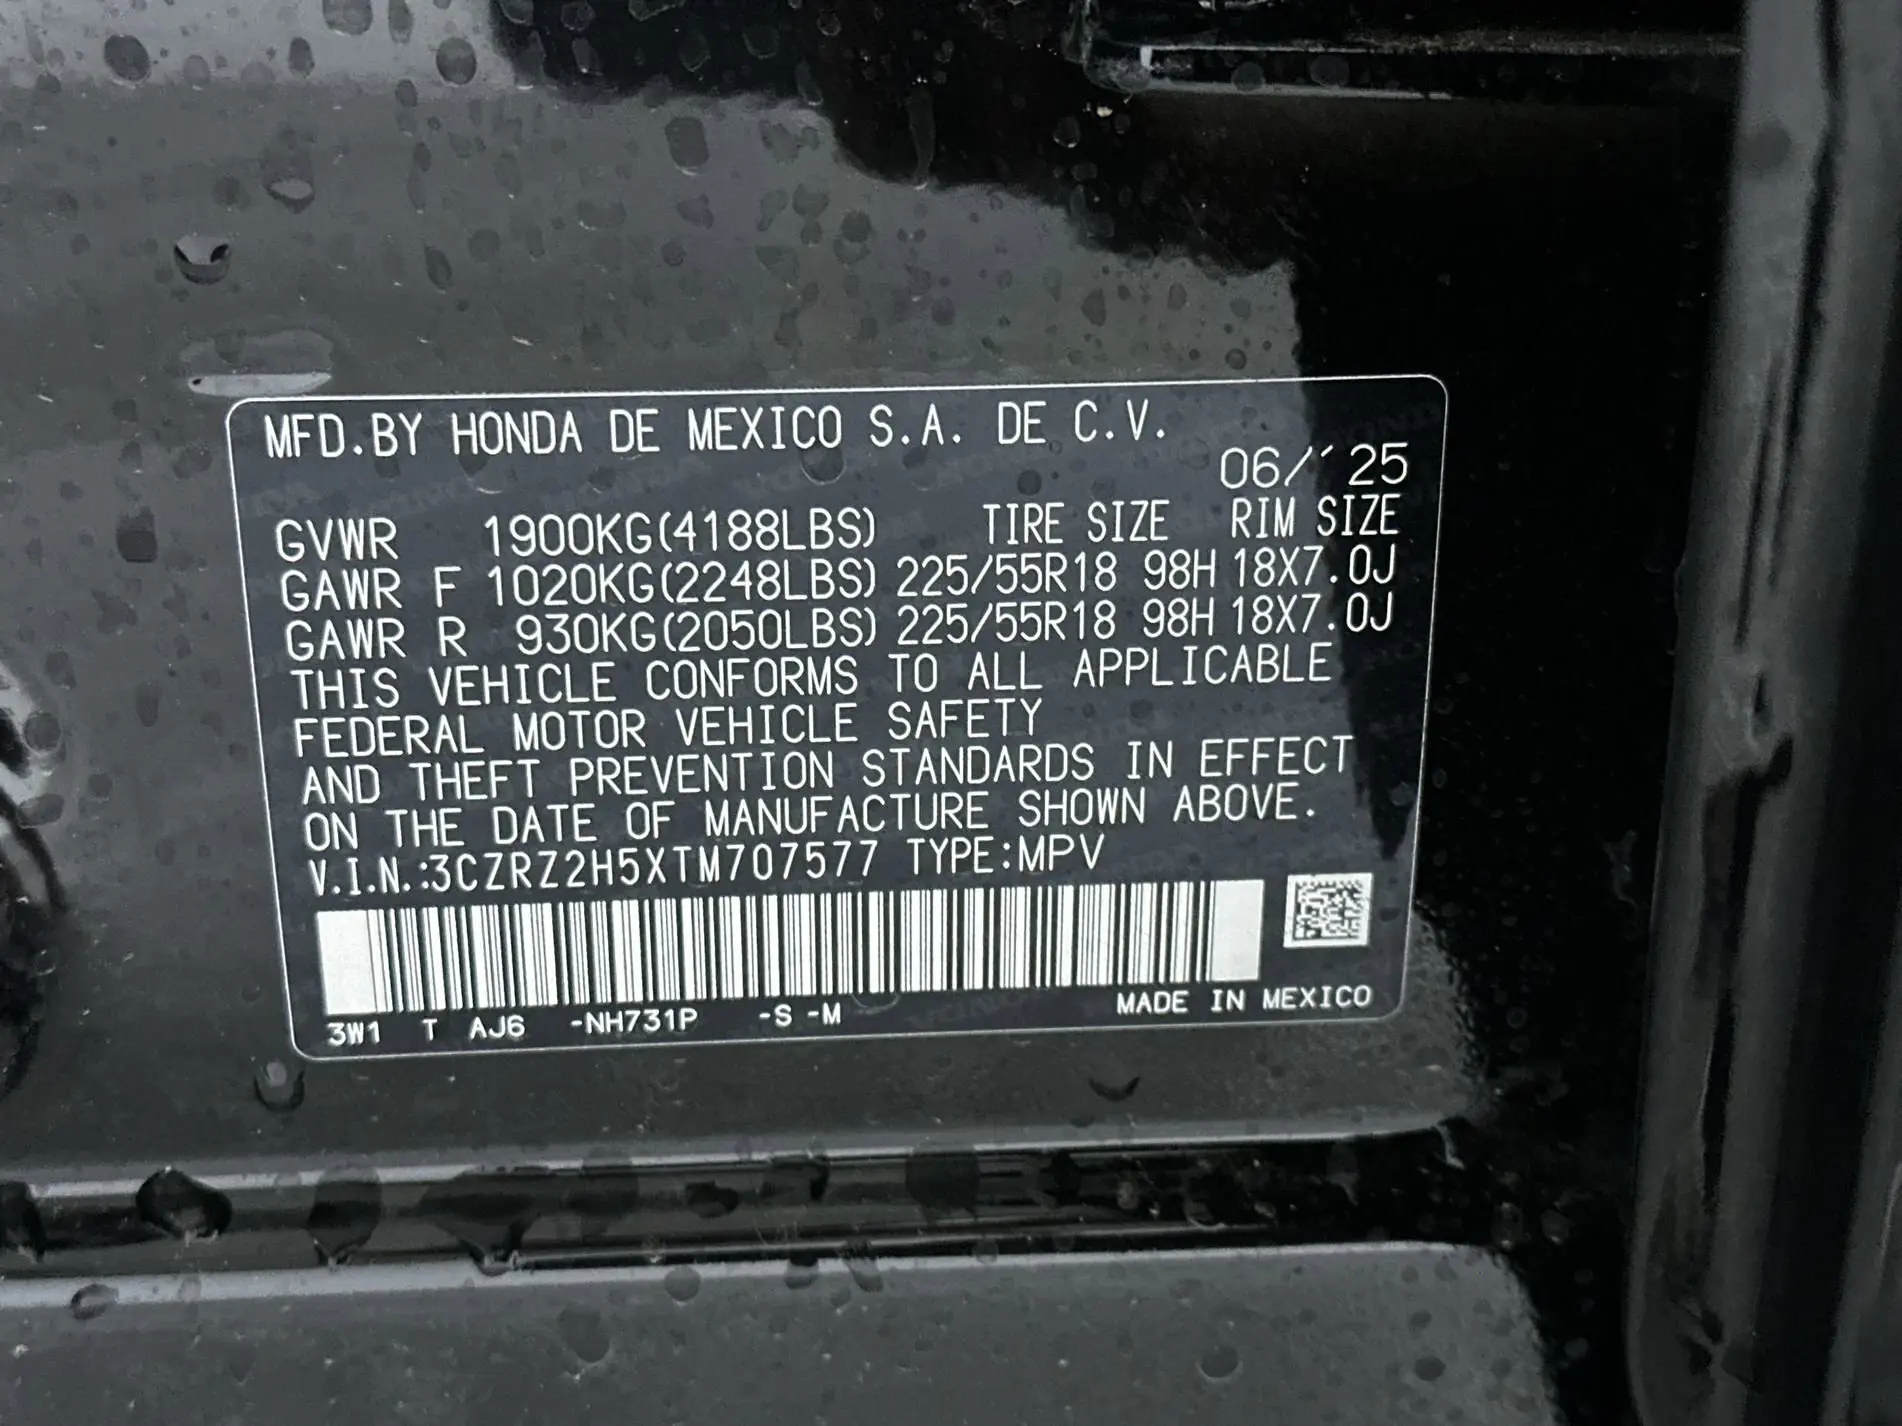 MFD.BY HONDA DE MEXICO S.A. DE C.V.
06/´25
GVWR 1900KG(4188LBS) TIRE SIZE RIM SIZE
GAWR F 1020KG(2248LBS) 225/55R18 98H 18X7.0J
GAWR R 930KG(2050LBS) 225/55R18 98H 18X7.0J
THIS VEHICLE CONFORMS TO ALL APPLICABLE
FEDERAL MOTOR VEHICLE SAFETY
AND THEFT PREVENTION STANDARDS IN EFFECT
ON THE DATE OF MANUFACTURE SHOWN ABOVE.
V.I.N.:3CZRZ2H5XTM707577 TYPE:MPV
3W1 T AJ6 -NH731P -S -M MADE IN MEXICO